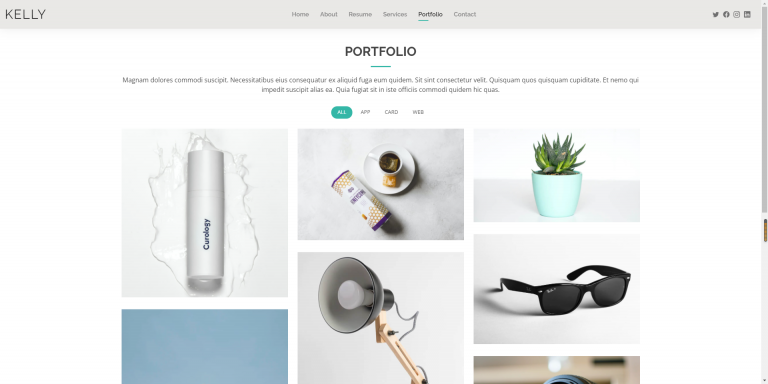 KELLY
Home About Resume Services Portfolio Contact
PORTFOLIO
Magnam dolores commodi suscipit. Necessitatibus eius consequatur ex aliquid fuga eum quidem. Sit sint consectetur velit. Quisquam quos quisquam cupiditate. Et nemo qui
impedit suscipit alias ea. Quia fugiat sit in iste officiis commodi quidem hic quas.
ALL APP CARD WEB
Curology